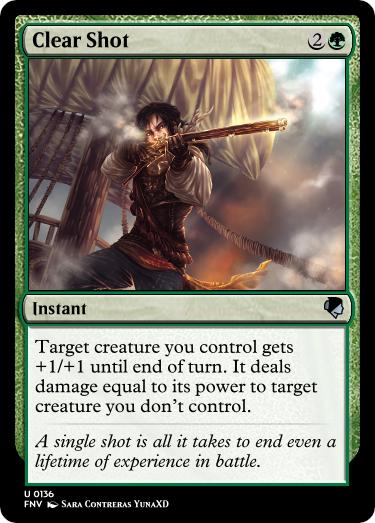 Clear Shot 2
Instant
Target creature you control gets
+1/+1 until end of turn. It deals
damage equal to its power to target
creature you don't control.
A single shot is all it takes to end even a
lifetime of experience in battle.
U 0136
FNV Sara Contreras YunaXD